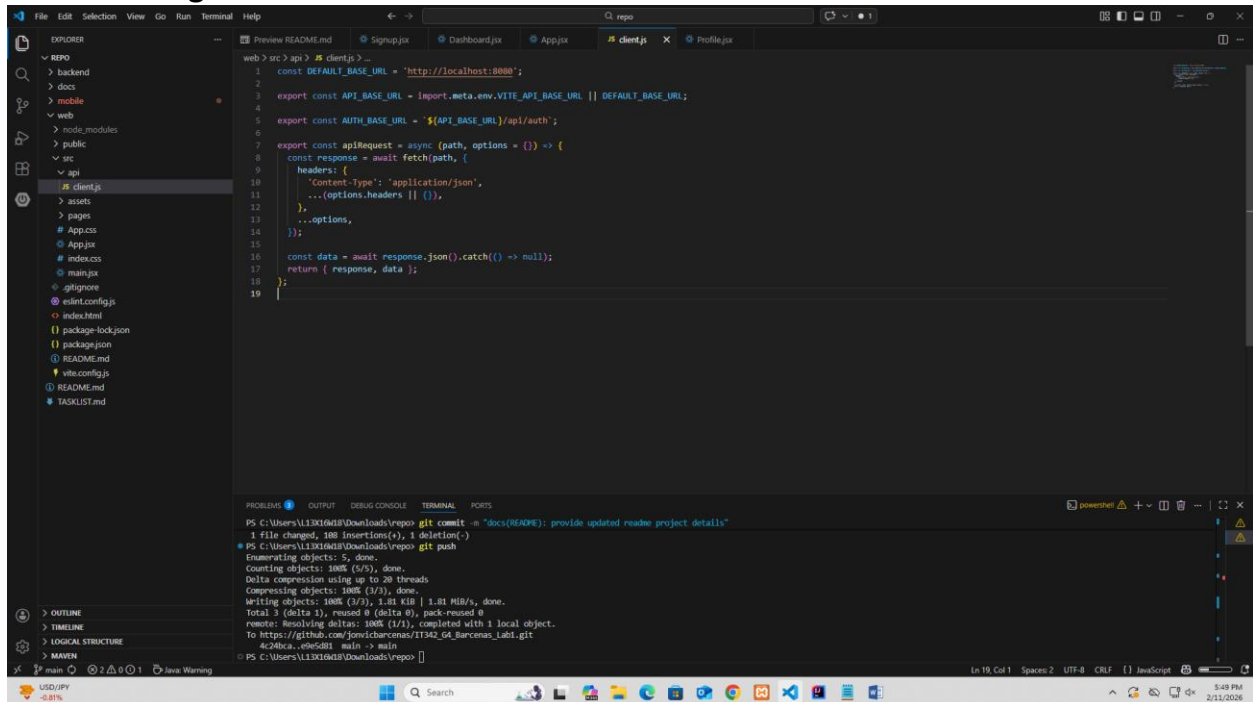 File Edit Selection View Go Run Terminal Help
repo
1
EXPLORER
Preview README.md
Signup.jsx
Dashboard.jsx
App.jsx
JS client.js
Profile.jsx
REPO
backend
docs
mobile
web
node_modules
public
src
api
JS client.js
assets
pages
# App.css
App.jsx
# index.css
main.jsx
.gitignore
eslint.config.js
index.html
package-lock.json
package.json
README.md
vite.config.js
README.md
TASKLIST.md
OUTLINE
TIMELINE
LOGICAL STRUCTURE
MAVEN
web > src > api > JS client.js > ...
1 const DEFAULT_BASE_URL = 'http://localhost:8080';
2
3 export const API_BASE_URL = import.meta.env.VITE_API_BASE_URL || DEFAULT_BASE_URL;
4
5 export const AUTH_BASE_URL = `${API_BASE_URL}/api/auth`;
6
7 export const apiRequest = async (path, options = {}) => {
8 const response = await fetch(path, {
9 headers: {
10 'Content-Type': 'application/json',
11 ...(options.headers || {}),
12 },
13 ...options,
14 });
15
16 const data = await response.json().catch(() => null);
17 return { response, data };
18 };
19
PROBLEMS 3 OUTPUT DEBUG CONSOLE TERMINAL PORTS
powershell
PS C:\Users\L13X16W18\Downloads\repo> git commit -m "docs(README): provide updated readme project details"
1 file changed, 108 insertions(+), 1 deletion(-)
PS C:\Users\L13X16W18\Downloads\repo> git push
Enumerating objects: 5, done.
Counting objects: 100% (5/5), done.
Delta compression using up to 20 threads
Compressing objects: 100% (3/3), done.
Writing objects: 100% (3/3), 1.81 KiB | 1.81 MiB/s, done.
Total 3 (delta 1), reused 0 (delta 0), pack-reused 0
remote: Resolving deltas: 100% (1/1), completed with 1 local object.
To https://github.com/jonvicbarcenas/IT342_G4_Barcenas_Lab1.git
4c24bca..e9e5d81 main -> main
PS C:\Users\L13X16W18\Downloads\repo>
main 2 0 1 Java: Warning
Ln 19, Col 1 Spaces: 2 UTF-8 CRLF {} JavaScript
USD/JPY
-0.81%
Search
5:49 PM
2/11/2026